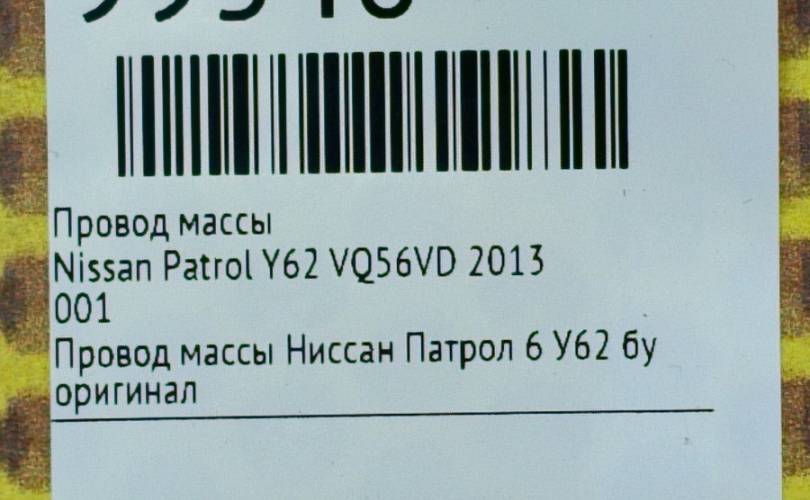 Провод массы
Nissan Patrol Y62 VQ56VD 2013
001
Провод массы Ниссан Патрол 6 У62 бу
оригинал